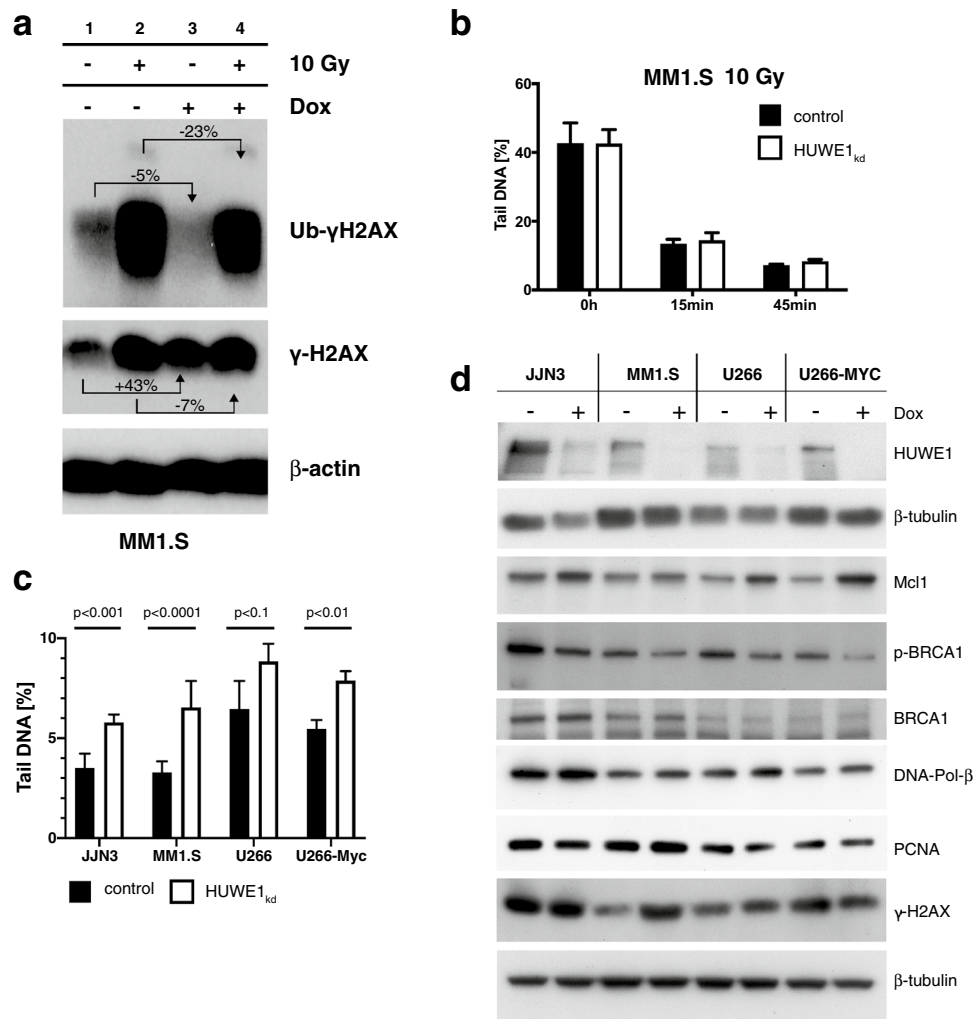 a
1 2 3 4
- + - + 10 Gy
- - + + Dox
-23%
-5%
Ub-γH2AX
γ-H2AX
+43%
-7%
β-actin
MM1.S
b
MM1.S 10 Gy
control
HUWE1kd
Tail DNA [%]
60
40
20
0
0h 15min 45min
c
p<0.001 p<0.0001 p<0.1 p<0.01
Tail DNA [%]
10
5
0
JJN3 MM1.S U266 U266-Myc
control HUWE1kd
d
JJN3 MM1.S U266 U266-MYC
- + - + - + - + Dox
HUWE1
β-tubulin
Mcl1
p-BRCA1
BRCA1
DNA-Pol-β
PCNA
γ-H2AX
β-tubulin